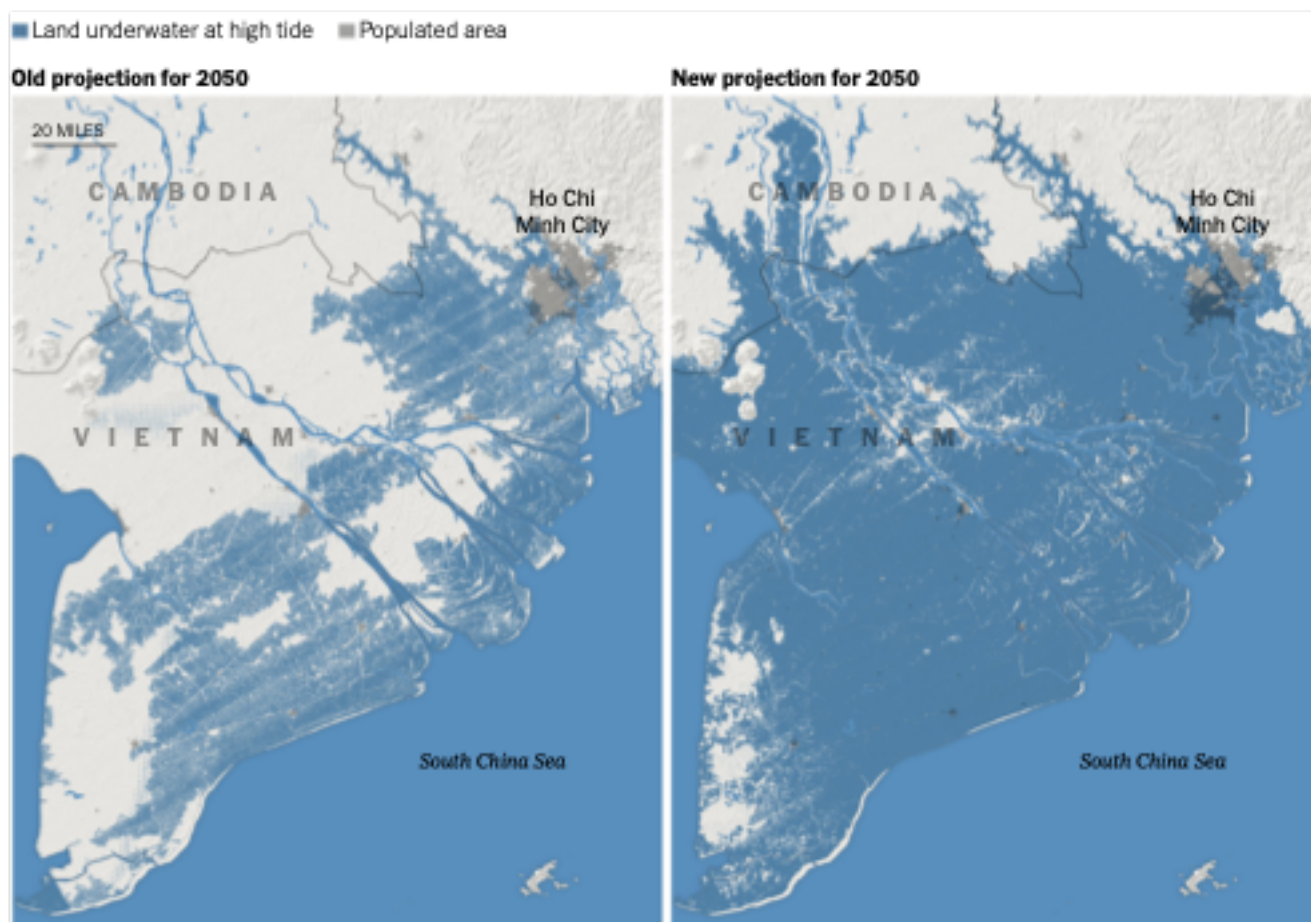 Land underwater at high tide Populated area
Old projection for 2050
20 MILES
CAMBODIA
Ho Chi
Minh City
VIETNAM
South China Sea
New projection for 2050
CAMBODIA
Ho Chi
Minh City
VIETNAM
South China Sea